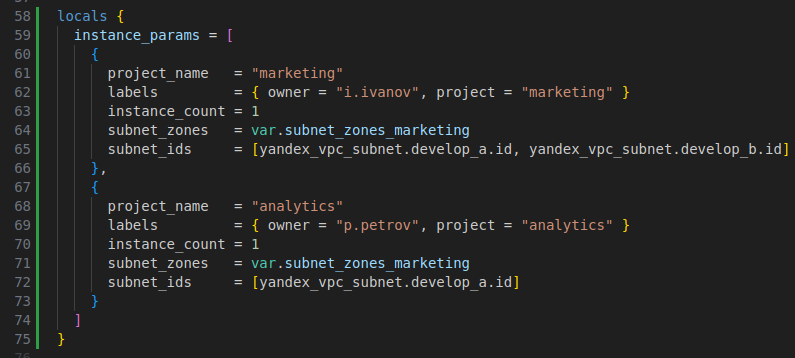 58 locals {
59   instance_params = [
60     {
61       project_name   = "marketing"
62       labels         = { owner = "i.ivanov", project = "marketing" }
63       instance_count = 1
64       subnet_zones   = var.subnet_zones_marketing
65       subnet_ids     = [yandex_vpc_subnet.develop_a.id, yandex_vpc_subnet.develop_b.id]
66     },
67     {
68       project_name   = "analytics"
69       labels         = { owner = "p.petrov", project = "analytics" }
70       instance_count = 1
71       subnet_zones   = var.subnet_zones_marketing
72       subnet_ids     = [yandex_vpc_subnet.develop_a.id]
73     }
74   ]
75 }